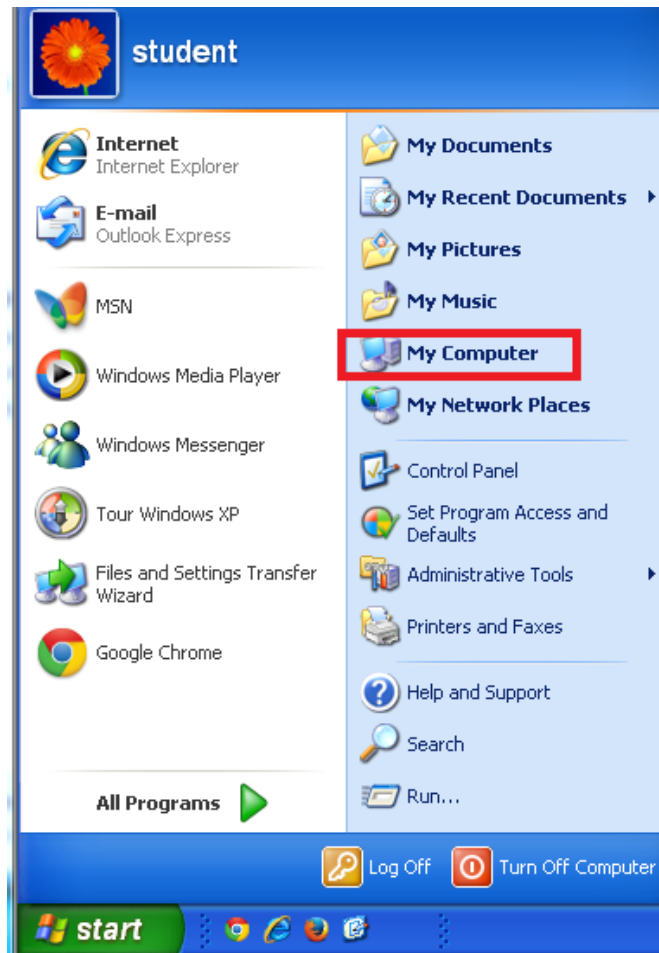 student
Internet
Internet Explorer
E-mail
Outlook Express
MSN
Windows Media Player
Windows Messenger
Tour Windows XP
Files and Settings Transfer
Wizard
Google Chrome
All Programs
My Documents
My Recent Documents
My Pictures
My Music
My Computer
My Network Places
Control Panel
Set Program Access and
Defaults
Administrative Tools
Printers and Faxes
Help and Support
Search
Run...
Log Off
Turn Off Computer
start